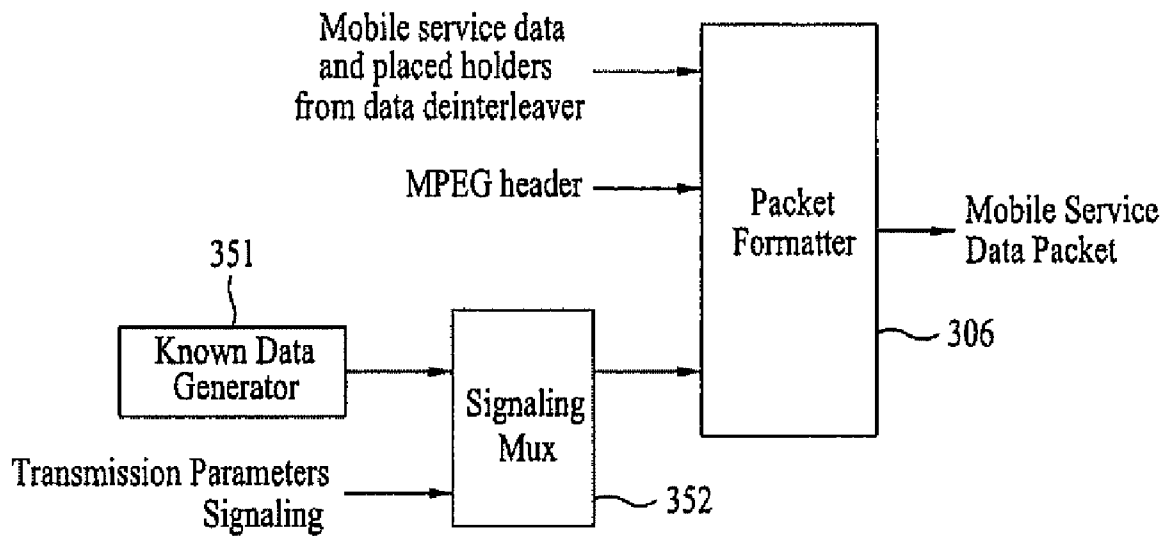 Mobile service data
and placed holders
from data deinterleaver
MPEG header
Packet
Formatter
Mobile Service
Data Packet
306
351
Known Data
Generator
Signaling
Mux
352
Transmission Parameters
Signaling